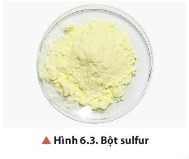 ▲ Hình 6.3. Bột sulfur